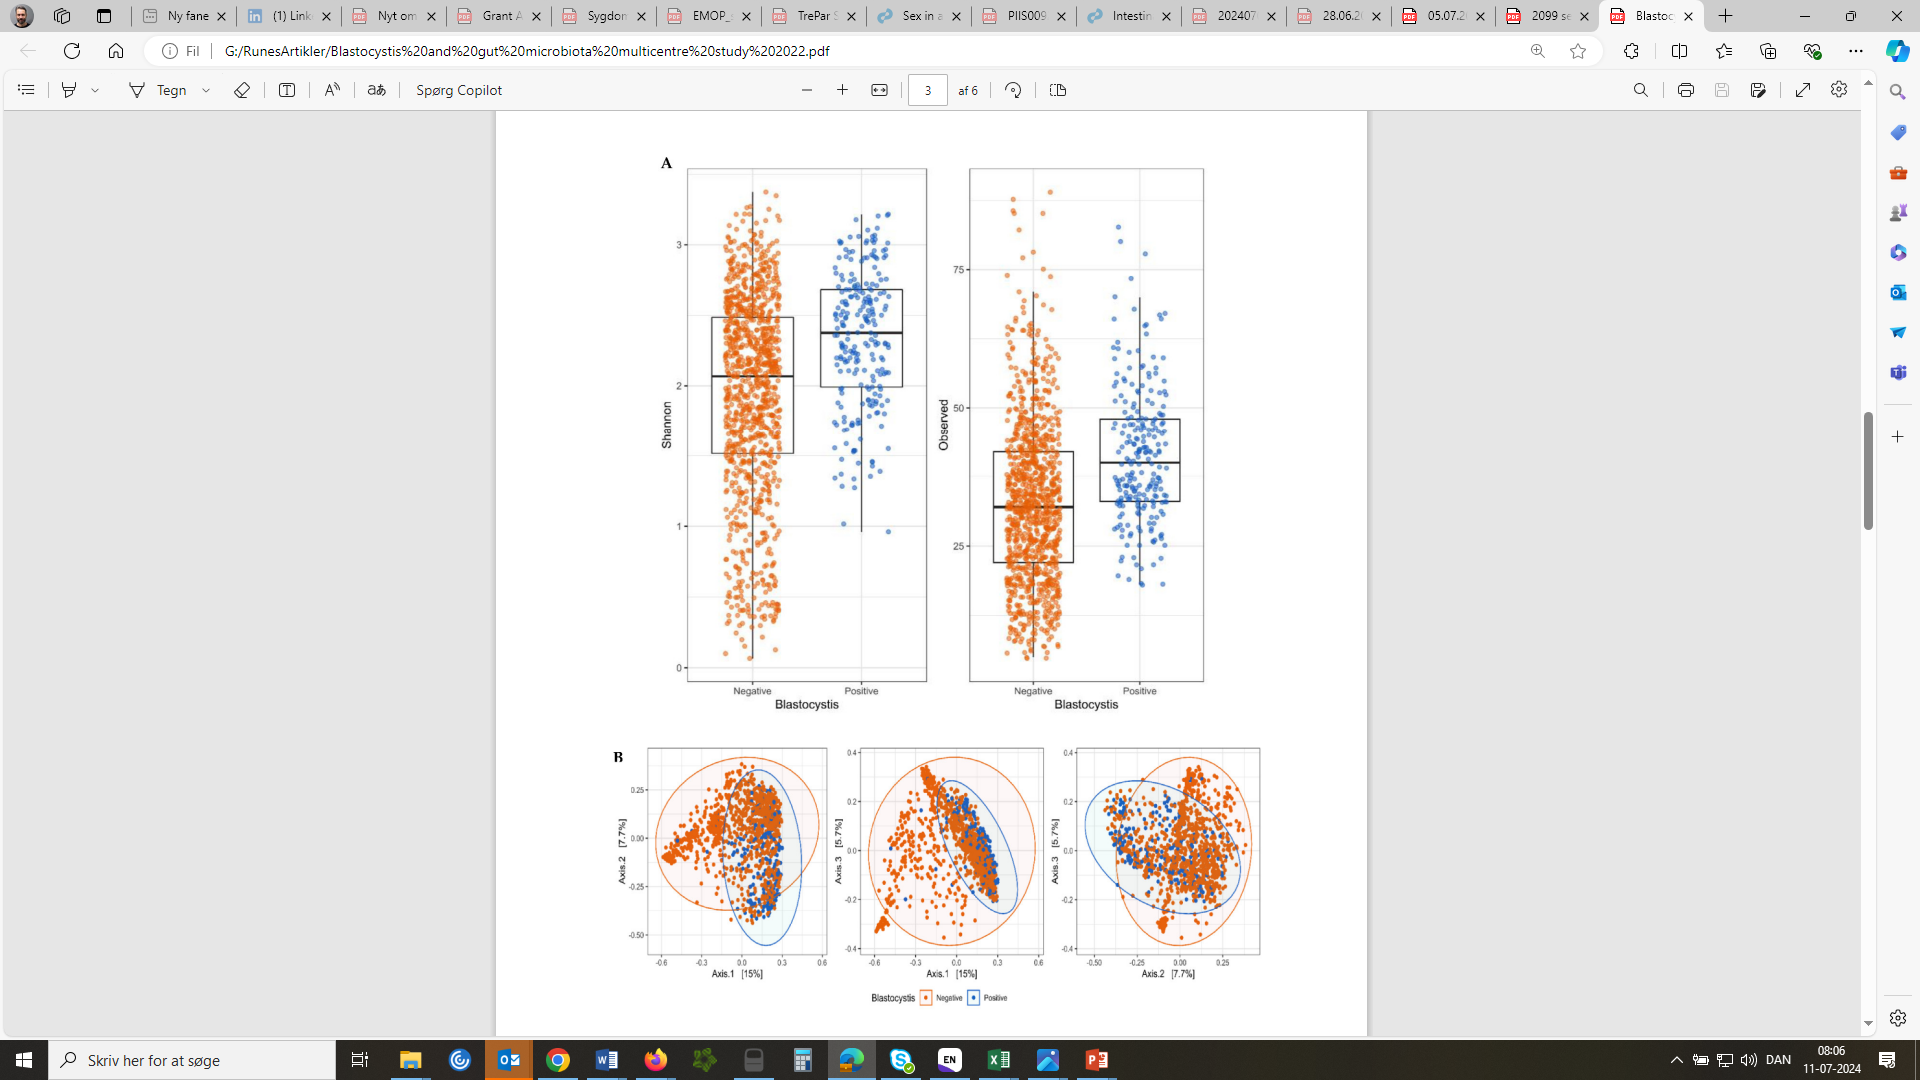 Ny fane
(1) Link
Nyt om
Grant A
Sygdon
EMOP_
TrePar S
Sex in a
PIIS009
Intestin
202407
28.06.2
05.07.2
2099 se
Blastoc
Fil
G:/RunesArtikler/Blastocystis%20and%20gut%20microbiota%20multicentre%20study%202022.pdf
Tegn
aあ
Spørg Copilot
3
af 6
A
3
2
1
0
Shannon
Negative
Positive
Blastocystis
75
50
25
Observed
Negative
Positive
Blastocystis
B
0.25
0.00
-0.25
-0.50
Axis.2 [7.7%]
-0.6 -0.3 0.0 0.3 0.6
Axis.1 [15%]
0.4
0.2
0.0
-0.2
-0.4
Axis.3 [5.7%]
-0.6 -0.3 0.0 0.3 0.6
Axis.1 [15%]
0.4
0.2
0.0
-0.2
-0.4
Axis.3 [5.7%]
-0.50 -0.25 0.00 0.25
Axis.2 [7.7%]
Blastocystis Negative Positive
Skriv her for at søge
EN
DAN
08:06
11-07-2024